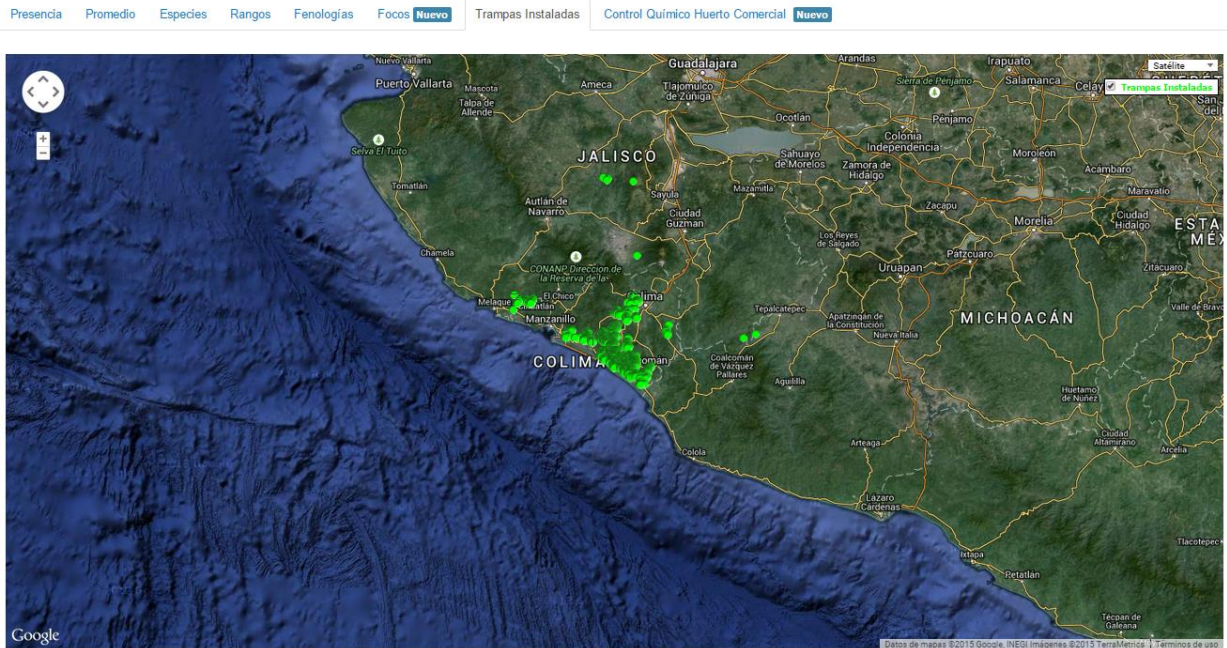 Presencia Promedio Especies Rangos Fenologías Focos Nuevo Trampas Instaladas Control Químico Huerto Comercial Nuevo
Nuevo Vallarta
Guadalajara
Arandas
Irapuato
Satélite
Puerto Vallarta
Mascota
Ameca
Tlajomulco
de Zúñiga
Sierra de Pénjamo
Salamanca
Celay
Trampas Instaladas
Talpa de
Allende
Ocotlán
Pénjamo
San
del
Selva El Tuito
Colonia
Independencia
JALISCO
Sahuayo
de Morelos
Zamora de
Hidalgo
Moroleón
Acámbaro
Tomatlán
Autlán de
Navarro
Sayula
Mazamitla
Maravatío
Ciudad
Guzmán
Zacapu
Morelia
Ciudad
Hidalgo
ESTA
MÉX
Los Reyes
de Salgado
Chamela
CONANP Direccion de
la Reserva de la
Uruapan
Pátzcuaro
Zitácuaro
Melaque
El Chico
lima
Manzanillo
Tepalcatepec
Apatzingán de
la Constitución
MICHOACÁN
Valle de Bravo
Nueva Italia
COLIMA
omán
Coalcomán
de Vázquez
Pallares
Aguililla
Huetamo
de Núñez
Ciudad
Altamirano
Arteaga
Arcelia
Colola
Lázaro
Cárdenas
Tlacotepec
Ixtapa
Petatlán
Técpan de
Galeana
Google
Datos de mapas ©2015 Google, INEGI Imágenes ©2015 TerraMetrics Términos de uso